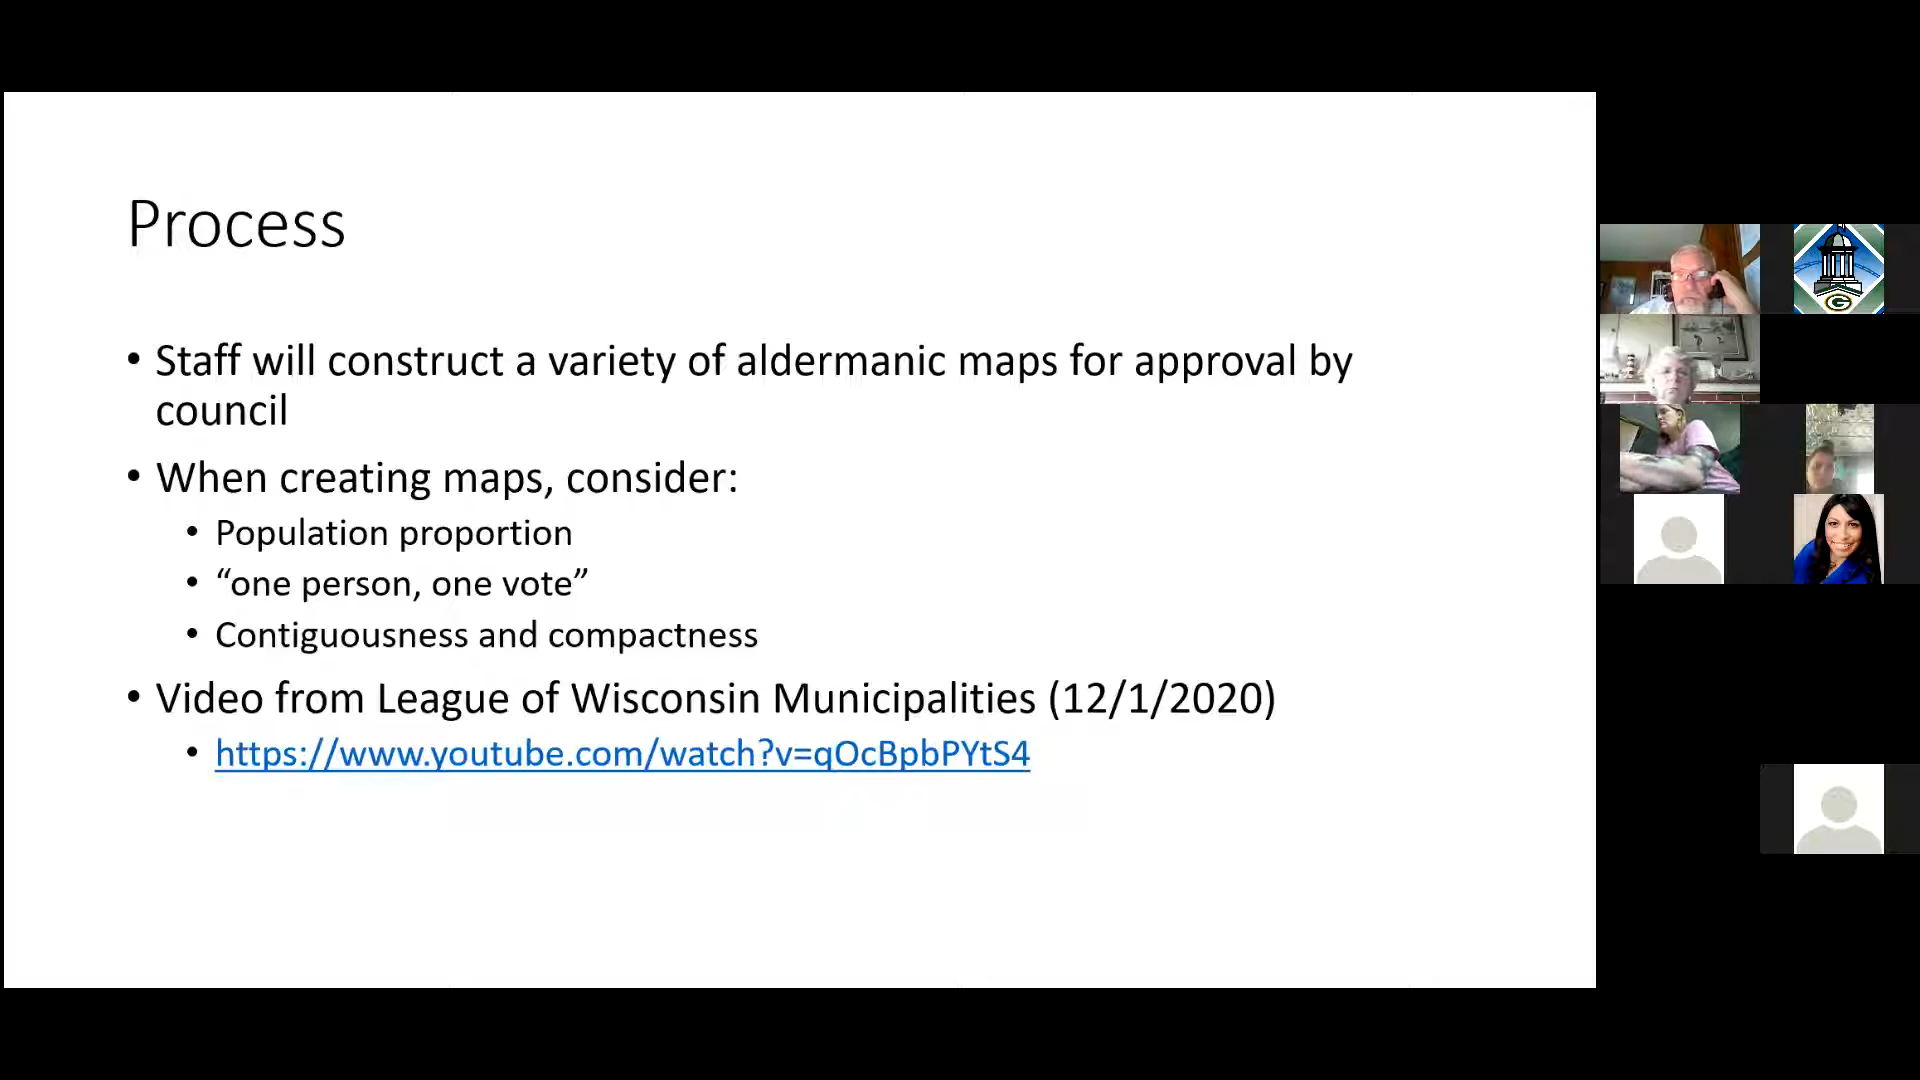 Process
• Staff will construct a variety of aldermanic maps for approval by
council
• When creating maps, consider:
• Population proportion
• “one person, one vote”
• Contiguousness and compactness
• Video from League of Wisconsin Municipalities (12/1/2020)
• https://www.youtube.com/watch?v=qOcBpbPYtS4
G